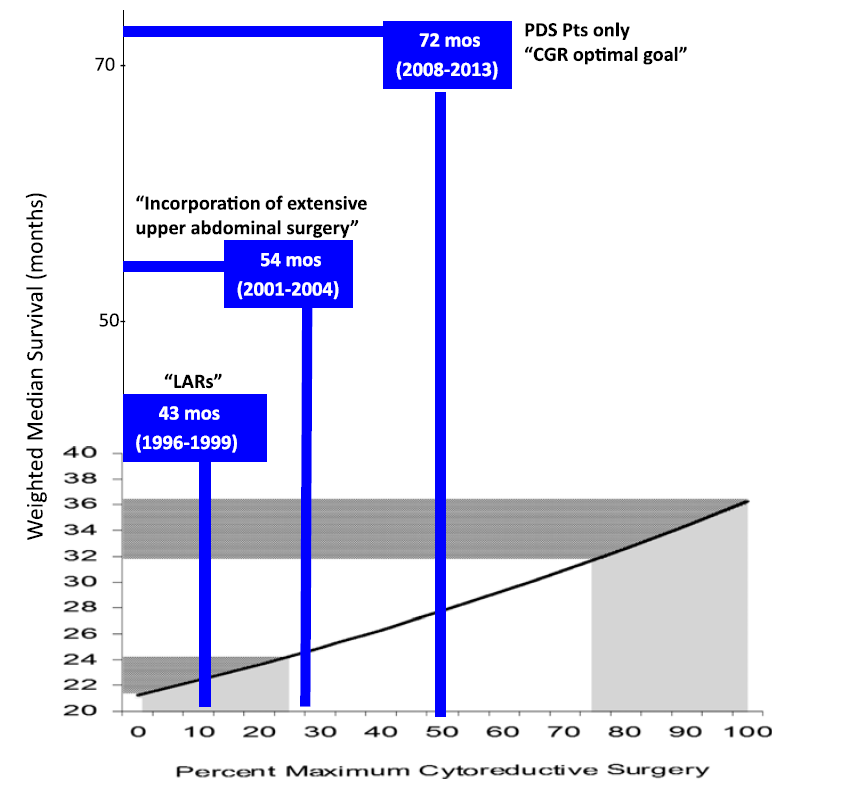 72 mos
(2008-2013)
PDS Pts only
“CGR optimal goal”
70
“Incorporation of extensive
upper abdominal surgery”
54 mos
(2001-2004)
50
“LARs”
43 mos
(1996-1999)
Weighted Median Survival (months)
40
38
36
34
32
30
28
26
24
22
20
0 10 20 30 40 50 60 70 80 90 100
Percent Maximum Cytoreductive Surgery